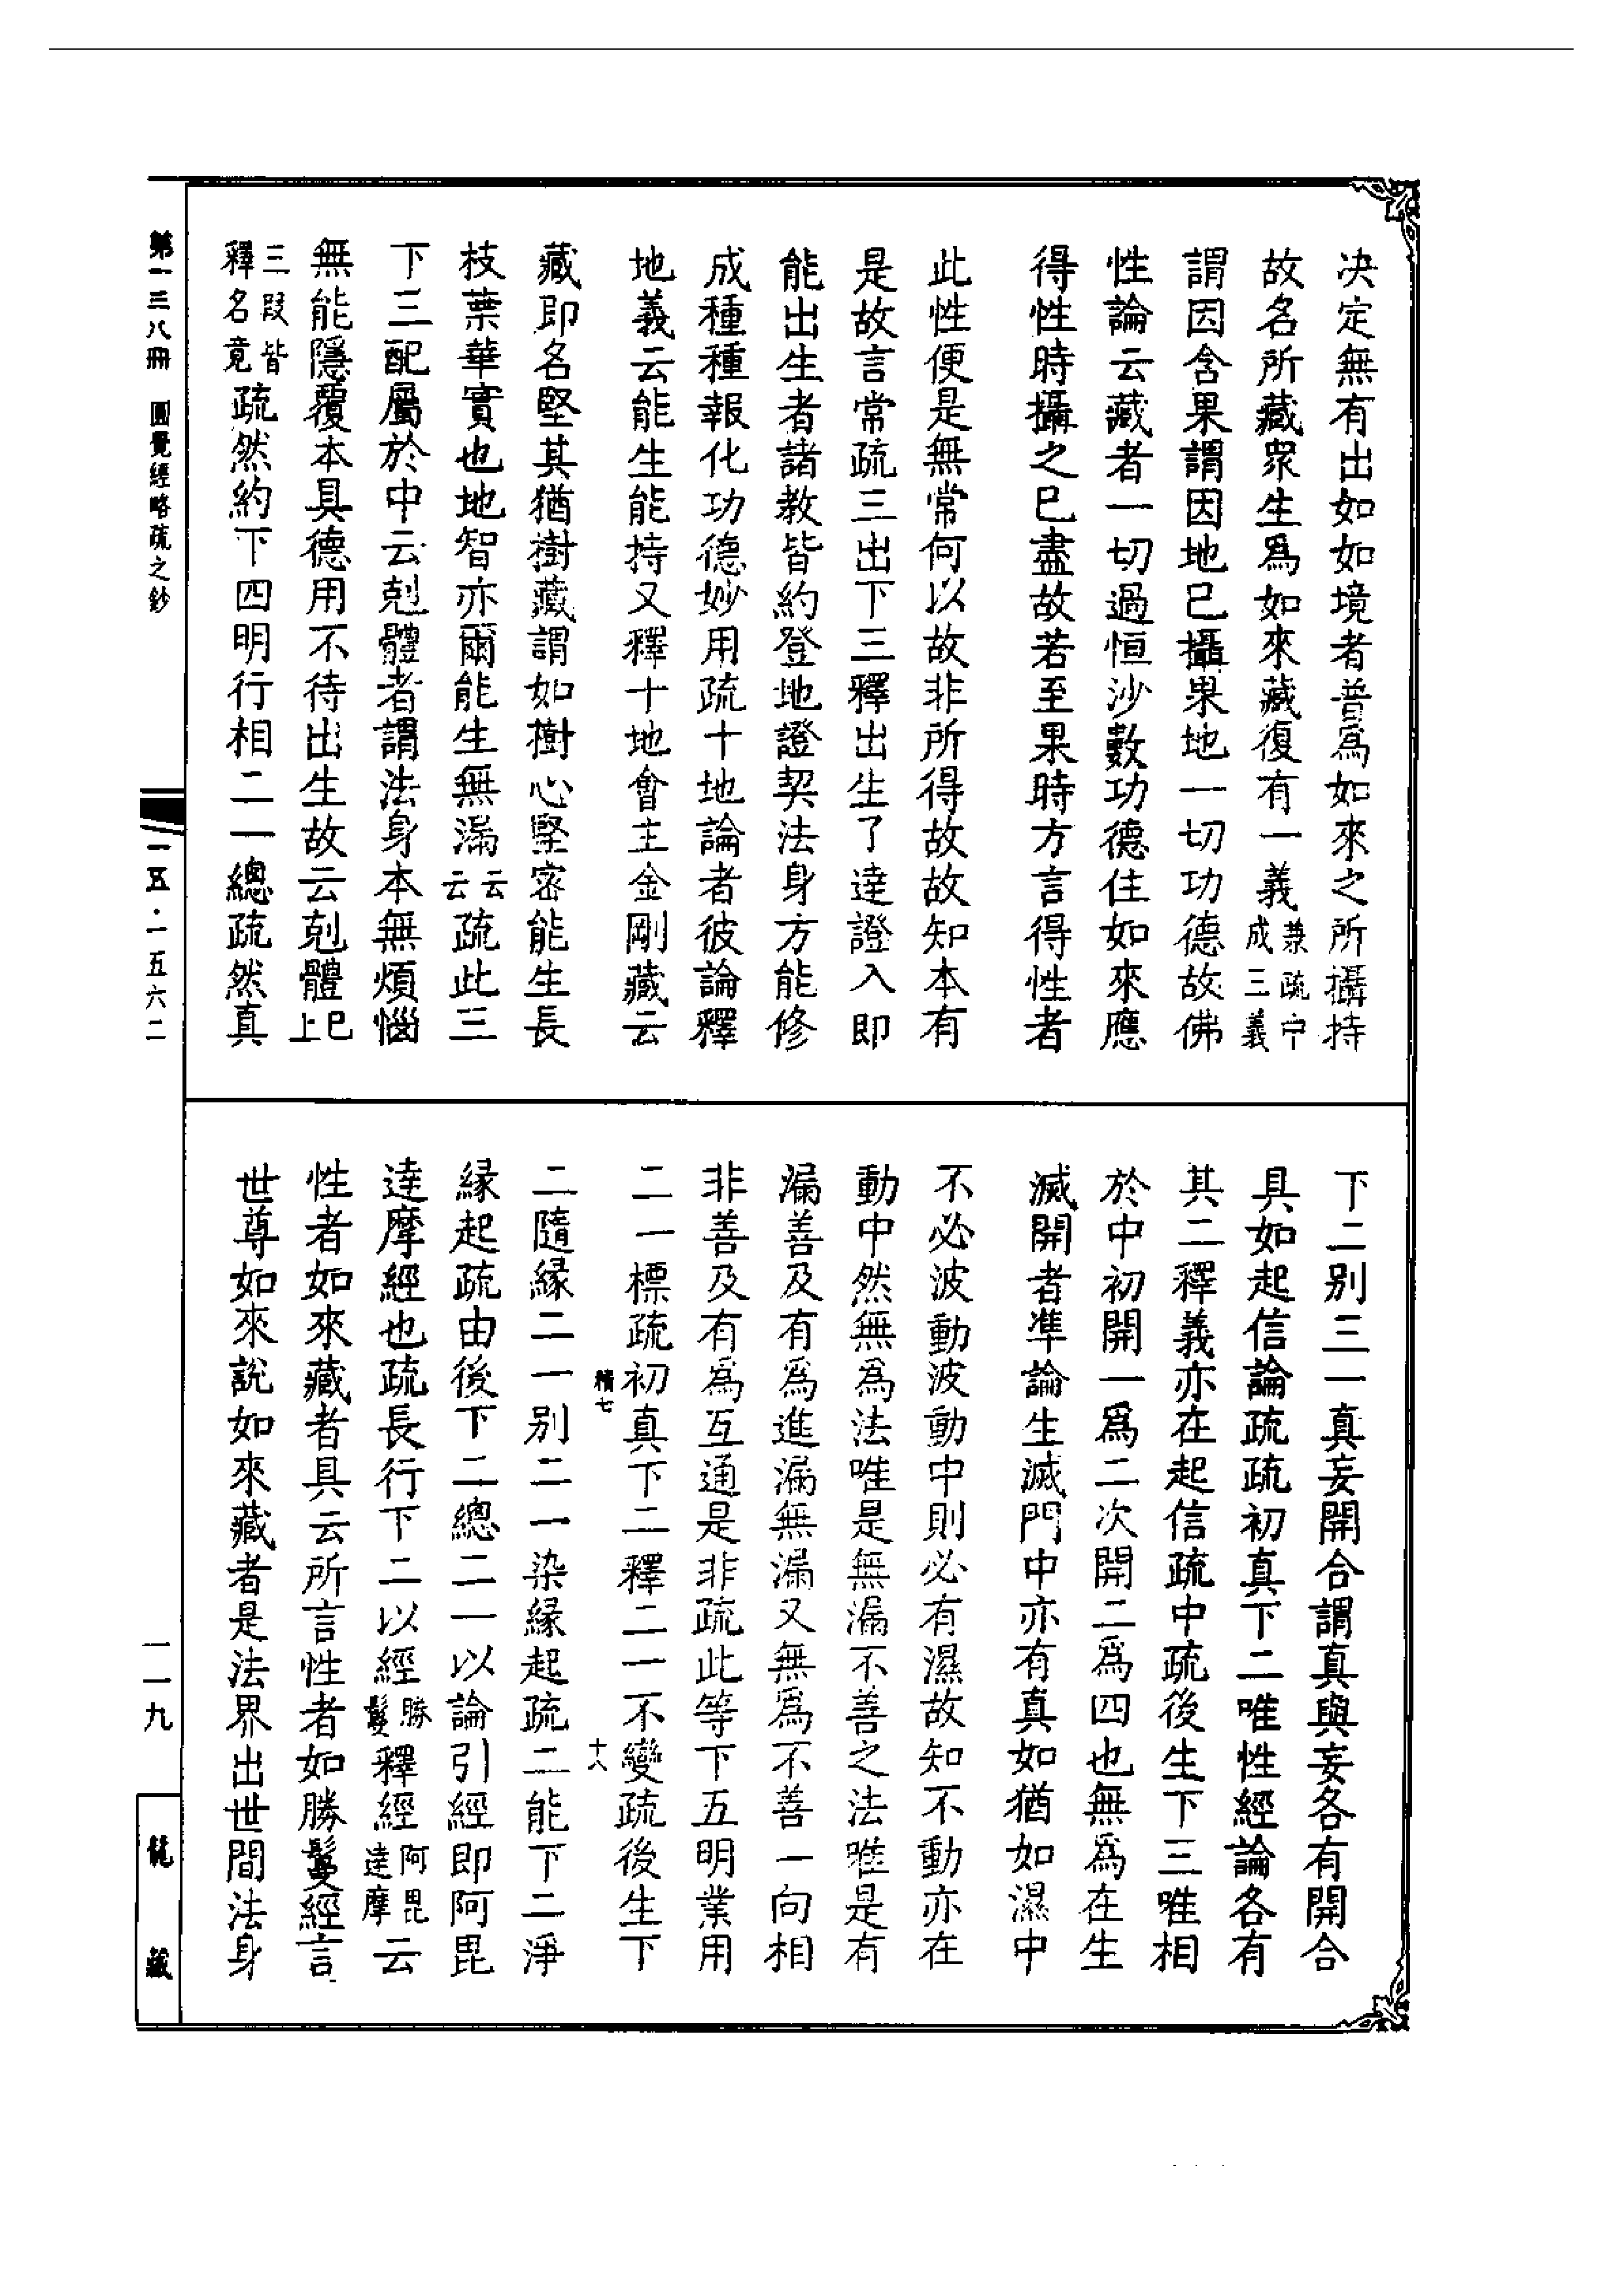 决定無有出如如境者普爲如來之所攝持
故名所藏眾生爲如來藏復有一義兼疏中成三義
謂因含果謂因地已攝果地一切功德故佛
性論云藏者一切過恒沙數功德住如來應
得性時攝之已盡故若至果時方言得性者
此性便是無常何以故非所得故故知本有
是故言常疏三出下三釋出生了達證入即
能出生者諸教皆約登地證契法身方能修
成種種報化功德妙用疏十地論者彼論釋
地義云能生能持又釋十地會主金剛藏云
藏即名堅其猶樹藏謂如樹心堅密能生長
枝葉華實也地智亦爾能生無漏云云疏此三
下三配屬於中云剋體者謂法身本無煩惱
無能隱覆本具德用不待出生故云剋體已上
三段皆釋名竟疏然約下四明行相二一總疏然真
下二别三一真妄開合謂真與妄各有開合
具如起信論疏疏初真下二唯性經論各有
其二釋義亦在起信疏中疏後生下三唯相
於中初開一爲二次開二爲四也無爲在生
滅開者準論生滅門中亦有真如猶如濕中
不必波動波動中則必有濕故知不動亦在
動中然無爲法唯是無漏不善之法唯是有
漏善及有爲進漏無漏又無爲不善一向相
非善及有爲互通是非疏此等下五明業用
二一標疏初真下二釋二一不變疏後生下
精七
十八
二隨緣二一别二一染緣起疏二能下二淨
緣起疏由後下二總二一以論引經即阿毘
達摩經也疏長行下二以經勝鬘釋經阿毘達摩云
性者如來藏者具云所言性者如勝鬘經言
世尊如來說如來藏者是法界出世間法身
第一三八冊 圓覺經略疏之鈔
一五·一五六二
一一九
龍藏